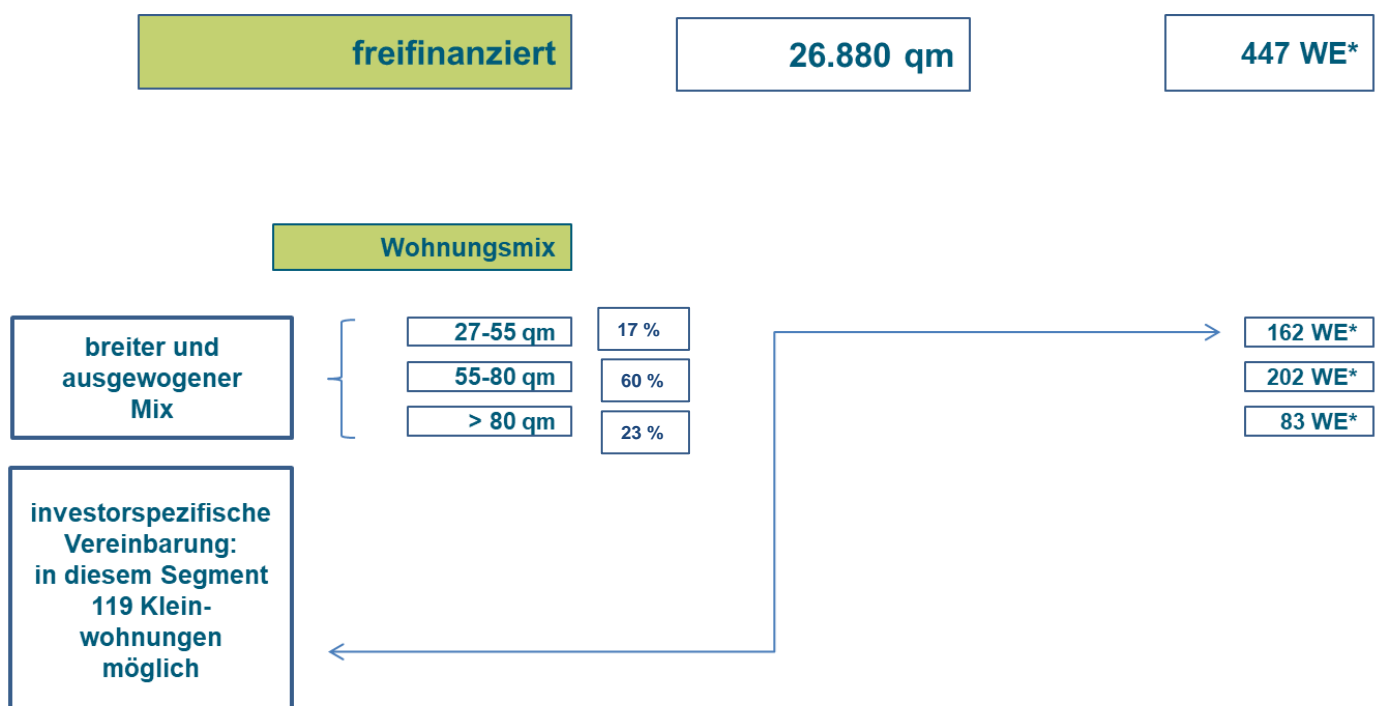 freifinanziert
26.880 qm
447 WE*
Wohnungsmix
breiter und
ausgewogener
Mix
27-55 qm
17 %
162 WE*
55-80 qm
60 %
202 WE*
> 80 qm
23 %
83 WE*
investorspezifische
Vereinbarung:
in diesem Segment
119 Klein-
wohnungen
möglich